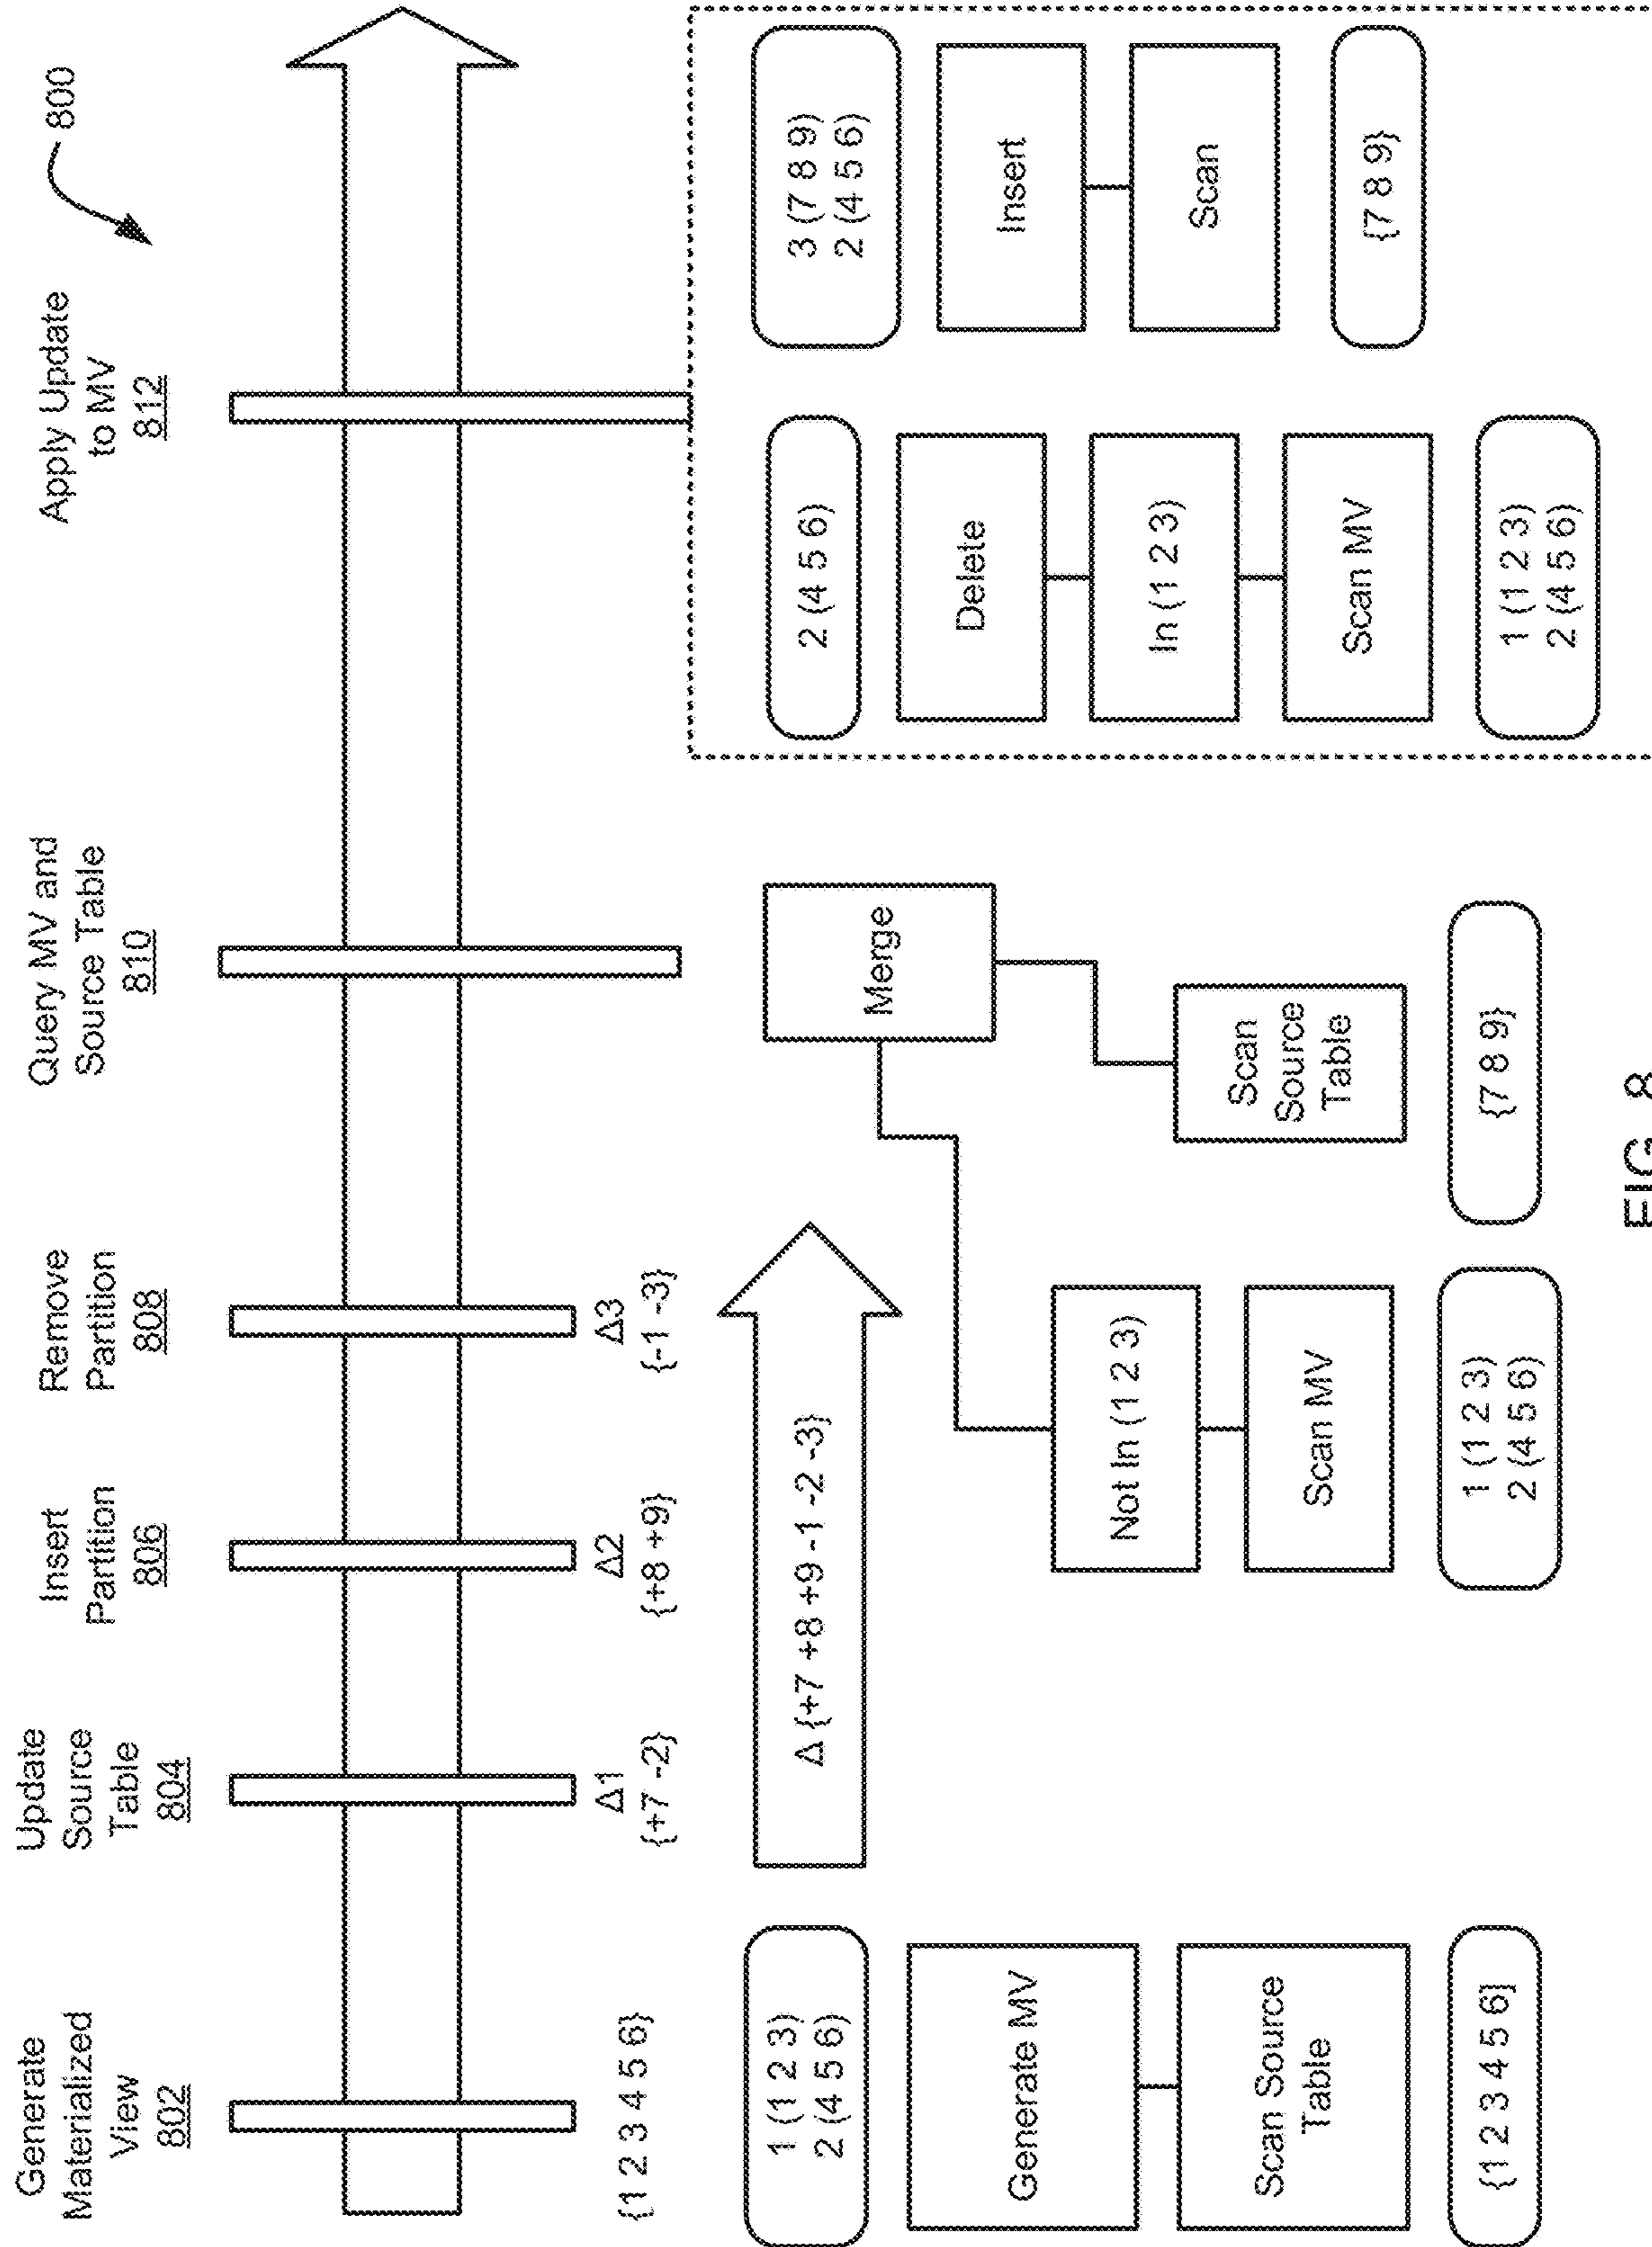 800
Generate
Materialized
View
802
Update
Source
Table
804
Insert
Partition
806
Remove
Partition
808
Query MV and
Source Table
810
Apply Update
to MV
812
{1 2 3 4 5 6}
Δ1
{+7 -2}
Δ2
{+8 +9}
Δ3
{-1 -3}
1 (1 2 3)
2 (4 5 6)
Generate MV
Scan Source
Table
{1 2 3 4 5 6]
Δ {+7 +8 +9 -1 -2 -3}
Merge
Not In (1 2 3)
Scan MV
1 (1 2 3)
2 (4 5 6)
Scan
Source
Table
{7 8 9}
2 (4 5 6)
Delete
In (1 2 3)
Scan MV
1 (1 2 3)
2 (4 5 6)
3 (7 8 9)
2 (4 5 6)
Insert
Scan
{7 8 9}
FIG. 8